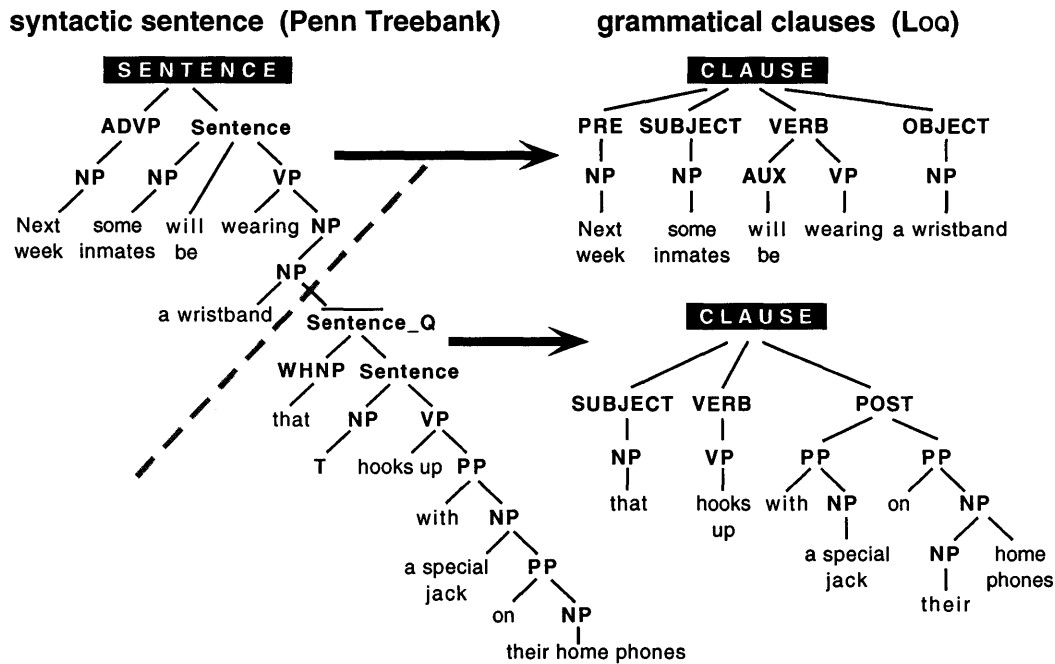 syntactic sentence (Penn Treebank)
grammatical clauses (LOQ)
SENTENCE
ADVP Sentence
NP NP VP
Next some will wearing NP
week inmates be
NP
a wristband
Sentence_Q
WHNP Sentence
that NP VP
T hooks up PP
with NP
a special PP
jack
on NP
their home phones
CLAUSE
PRE SUBJECT VERB OBJECT
NP NP AUX VP NP
Next some will wearing a wristband
week inmates be
CLAUSE
SUBJECT VERB POST
NP VP PP PP
that hooks with NP on NP
up
a special NP home
jack phones
their